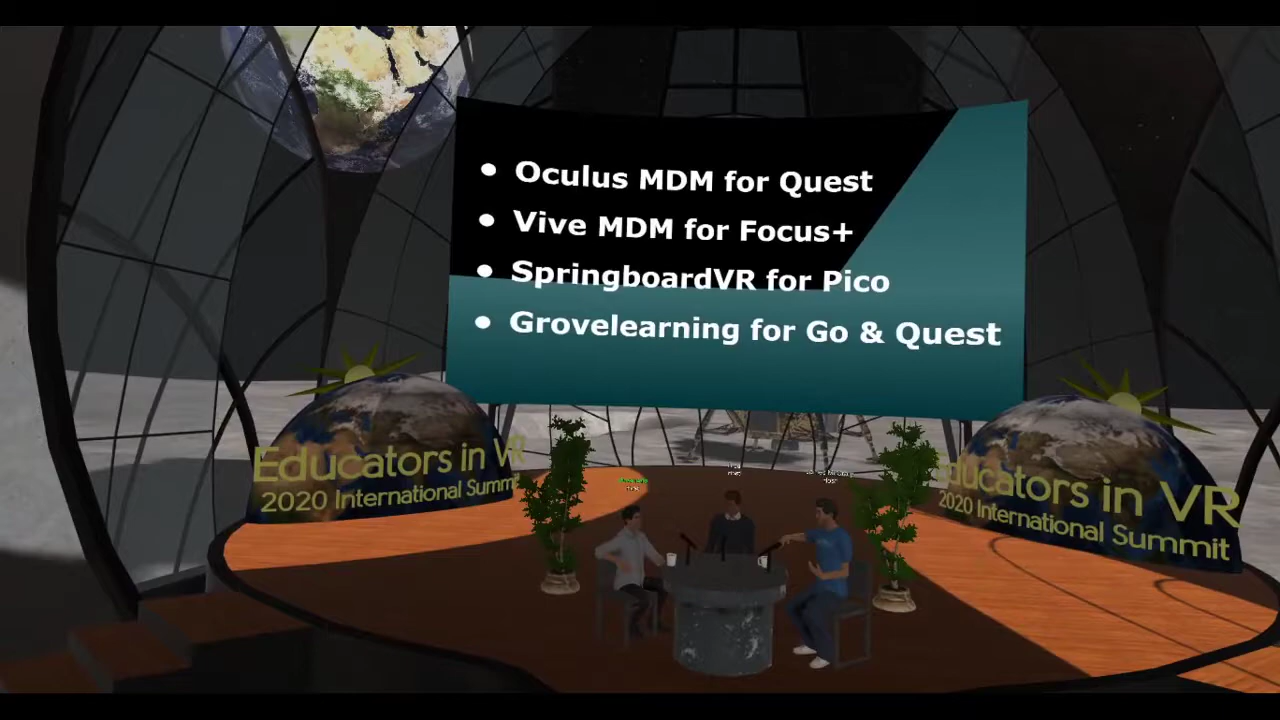 • Oculus MDM for Quest
• Vive MDM for Focus+
• SpringboardVR for Pico
• Grovelearning for Go & Quest
Educators in VR
2020 International Summit
Educators in VR
2020 International Summit